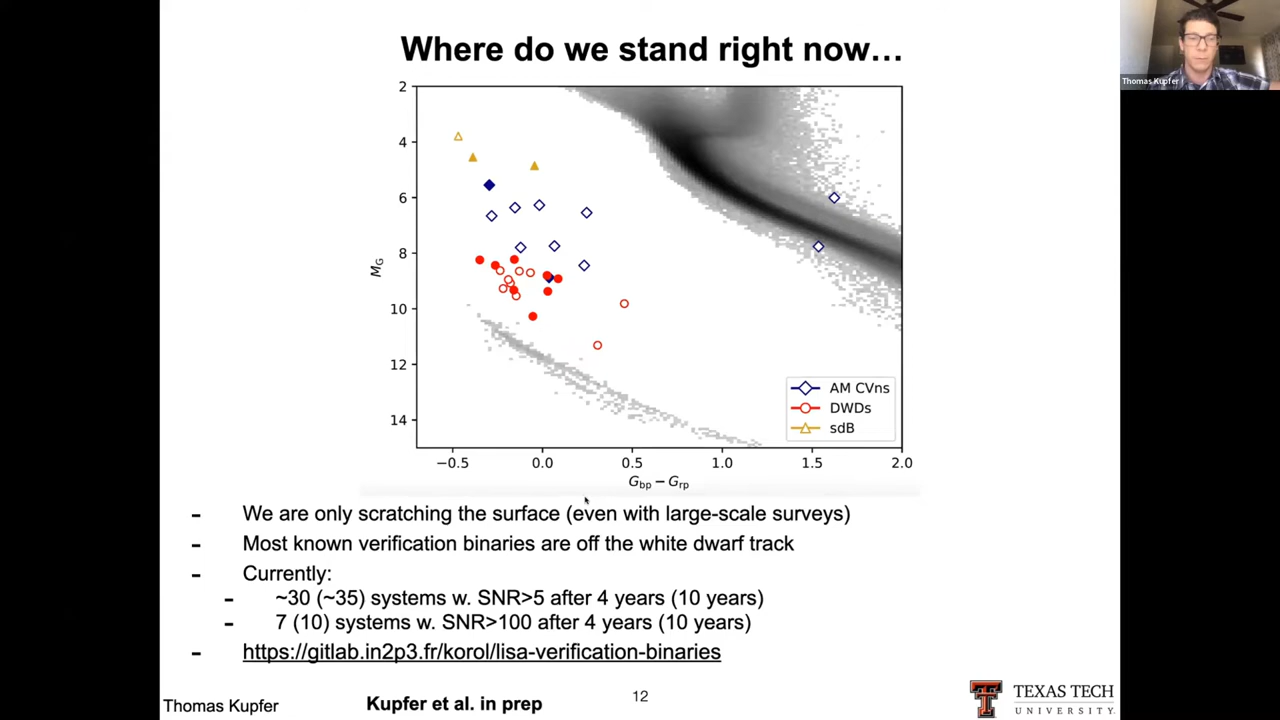 Where do we stand right now…
Thomas Kupfer
2
4
6
8
10
12
14
M_G
−0.5 0.0 0.5 1.0 1.5 2.0
G_bp − G_rp
AM CVns
DWDs
sdB
- We are only scratching the surface (even with large-scale surveys)
- Most known verification binaries are off the white dwarf track
- Currently:
- ~30 (~35) systems w. SNR>5 after 4 years (10 years)
- 7 (10) systems w. SNR>100 after 4 years (10 years)
- https://gitlab.in2p3.fr/korol/lisa-verification-binaries
Thomas Kupfer
Kupfer et al. in prep
12
TEXAS TECH
UNIVERSITY.